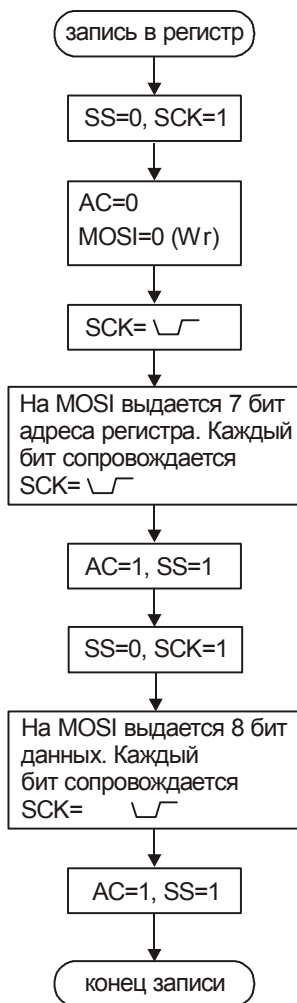 запись в регистр
SS=0, SCK=1
AC=0
MOSI=0 (Wr)
SCK=
На MOSI выдается 7 бит
адреса регистра. Каждый
бит сопровождается
SCK=
AC=1, SS=1
SS=0, SCK=1
На MOSI выдается 8 бит
данных. Каждый
бит сопровождается
SCK=
AC=1, SS=1
конец записи